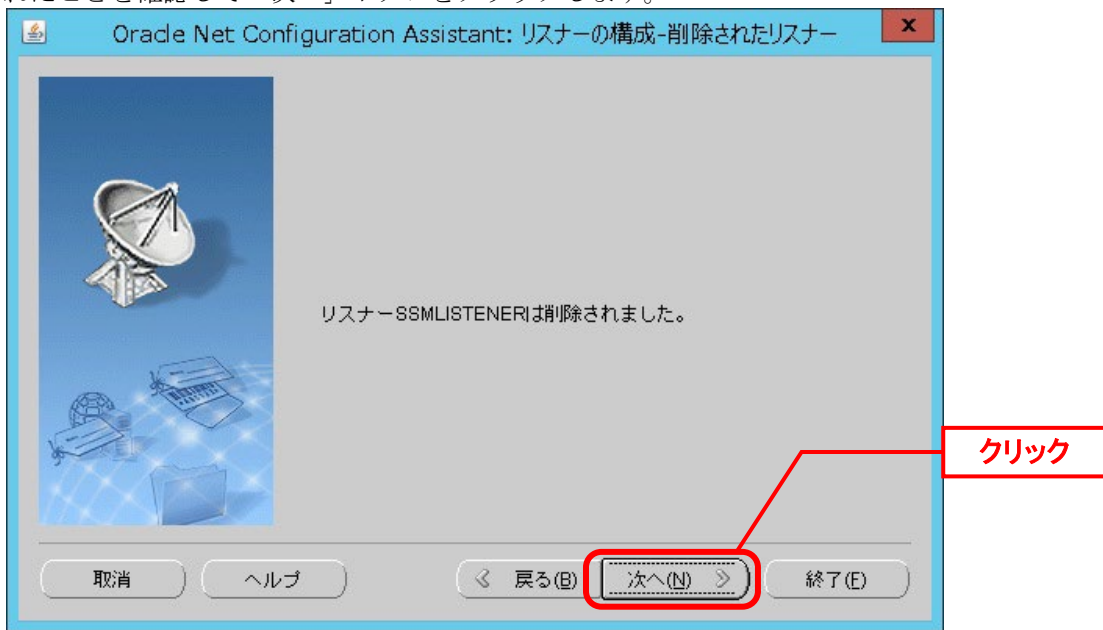 Oracle Net Configuration Assistant: リスナーの構成-削除されたリスナー
リスナーSSMLISTENERは削除されました。
クリック
取消
ヘルプ
戻る(B)
次へ(N)
終了(E)